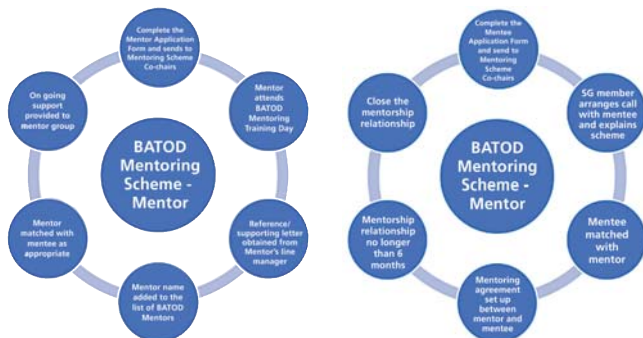 Complete the
Mentor Application
Form and sends to
Mentoring Scheme
Co-chairs
Mentor
attends
BATOD
Mentoring
Training Day
Reference/
supporting letter
obtained from
Mentor's line
manager
Mentor name
added to the
list of BATOD
Mentors
Mentor
matched with
mentee as
appropriate
On going
support
provided to
mentor group
BATOD
Mentoring
Scheme -
Mentor
Complete the
Mentee
Application Form
and send to
Mentoring Scheme
Co-chairs
SG member
arranges call
with mentee and
explains
scheme
Mentee
matched with
mentor
Mentoring
agreement
set up
between
mentor and
mentee
Mentorship
relationship
no longer
than 6
months
Close the
mentorship
relationship
BATOD
Mentoring
Scheme -
Mentor